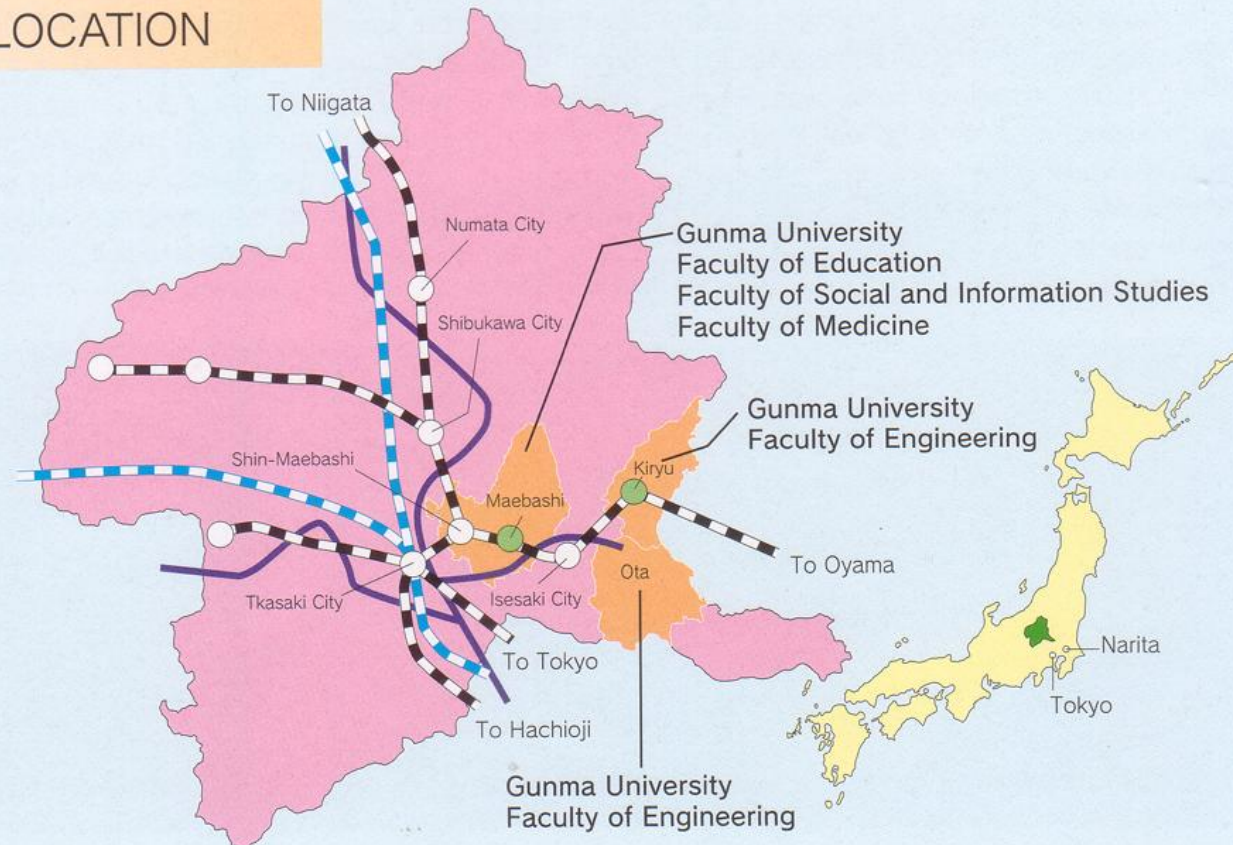 LOCATION
To Niigata
Numata City
Gunma University
Faculty of Education
Faculty of Social and Information Studies
Faculty of Medicine
Shibukawa City
Gunma University
Faculty of Engineering
Shin-Maebashi
Kiryu
Maebashi
To Oyama
Ota
Tkasaki City
Isesaki City
To Tokyo
Narita
Tokyo
To Hachioji
Gunma University
Faculty of Engineering